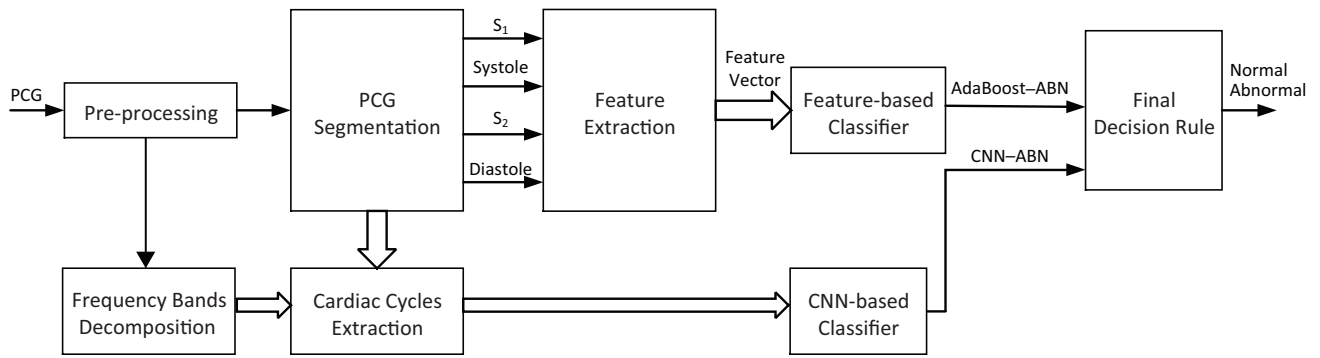 PCG
Pre-processing
PCG
Segmentation
S1
Systole
S2
Diastole
Feature
Extraction
Feature
Vector
Feature-based
Classifier
AdaBoost–ABN
CNN–ABN
Final
Decision Rule
Normal
Abnormal
Frequency Bands
Decomposition
Cardiac Cycles
Extraction
CNN-based
Classifier